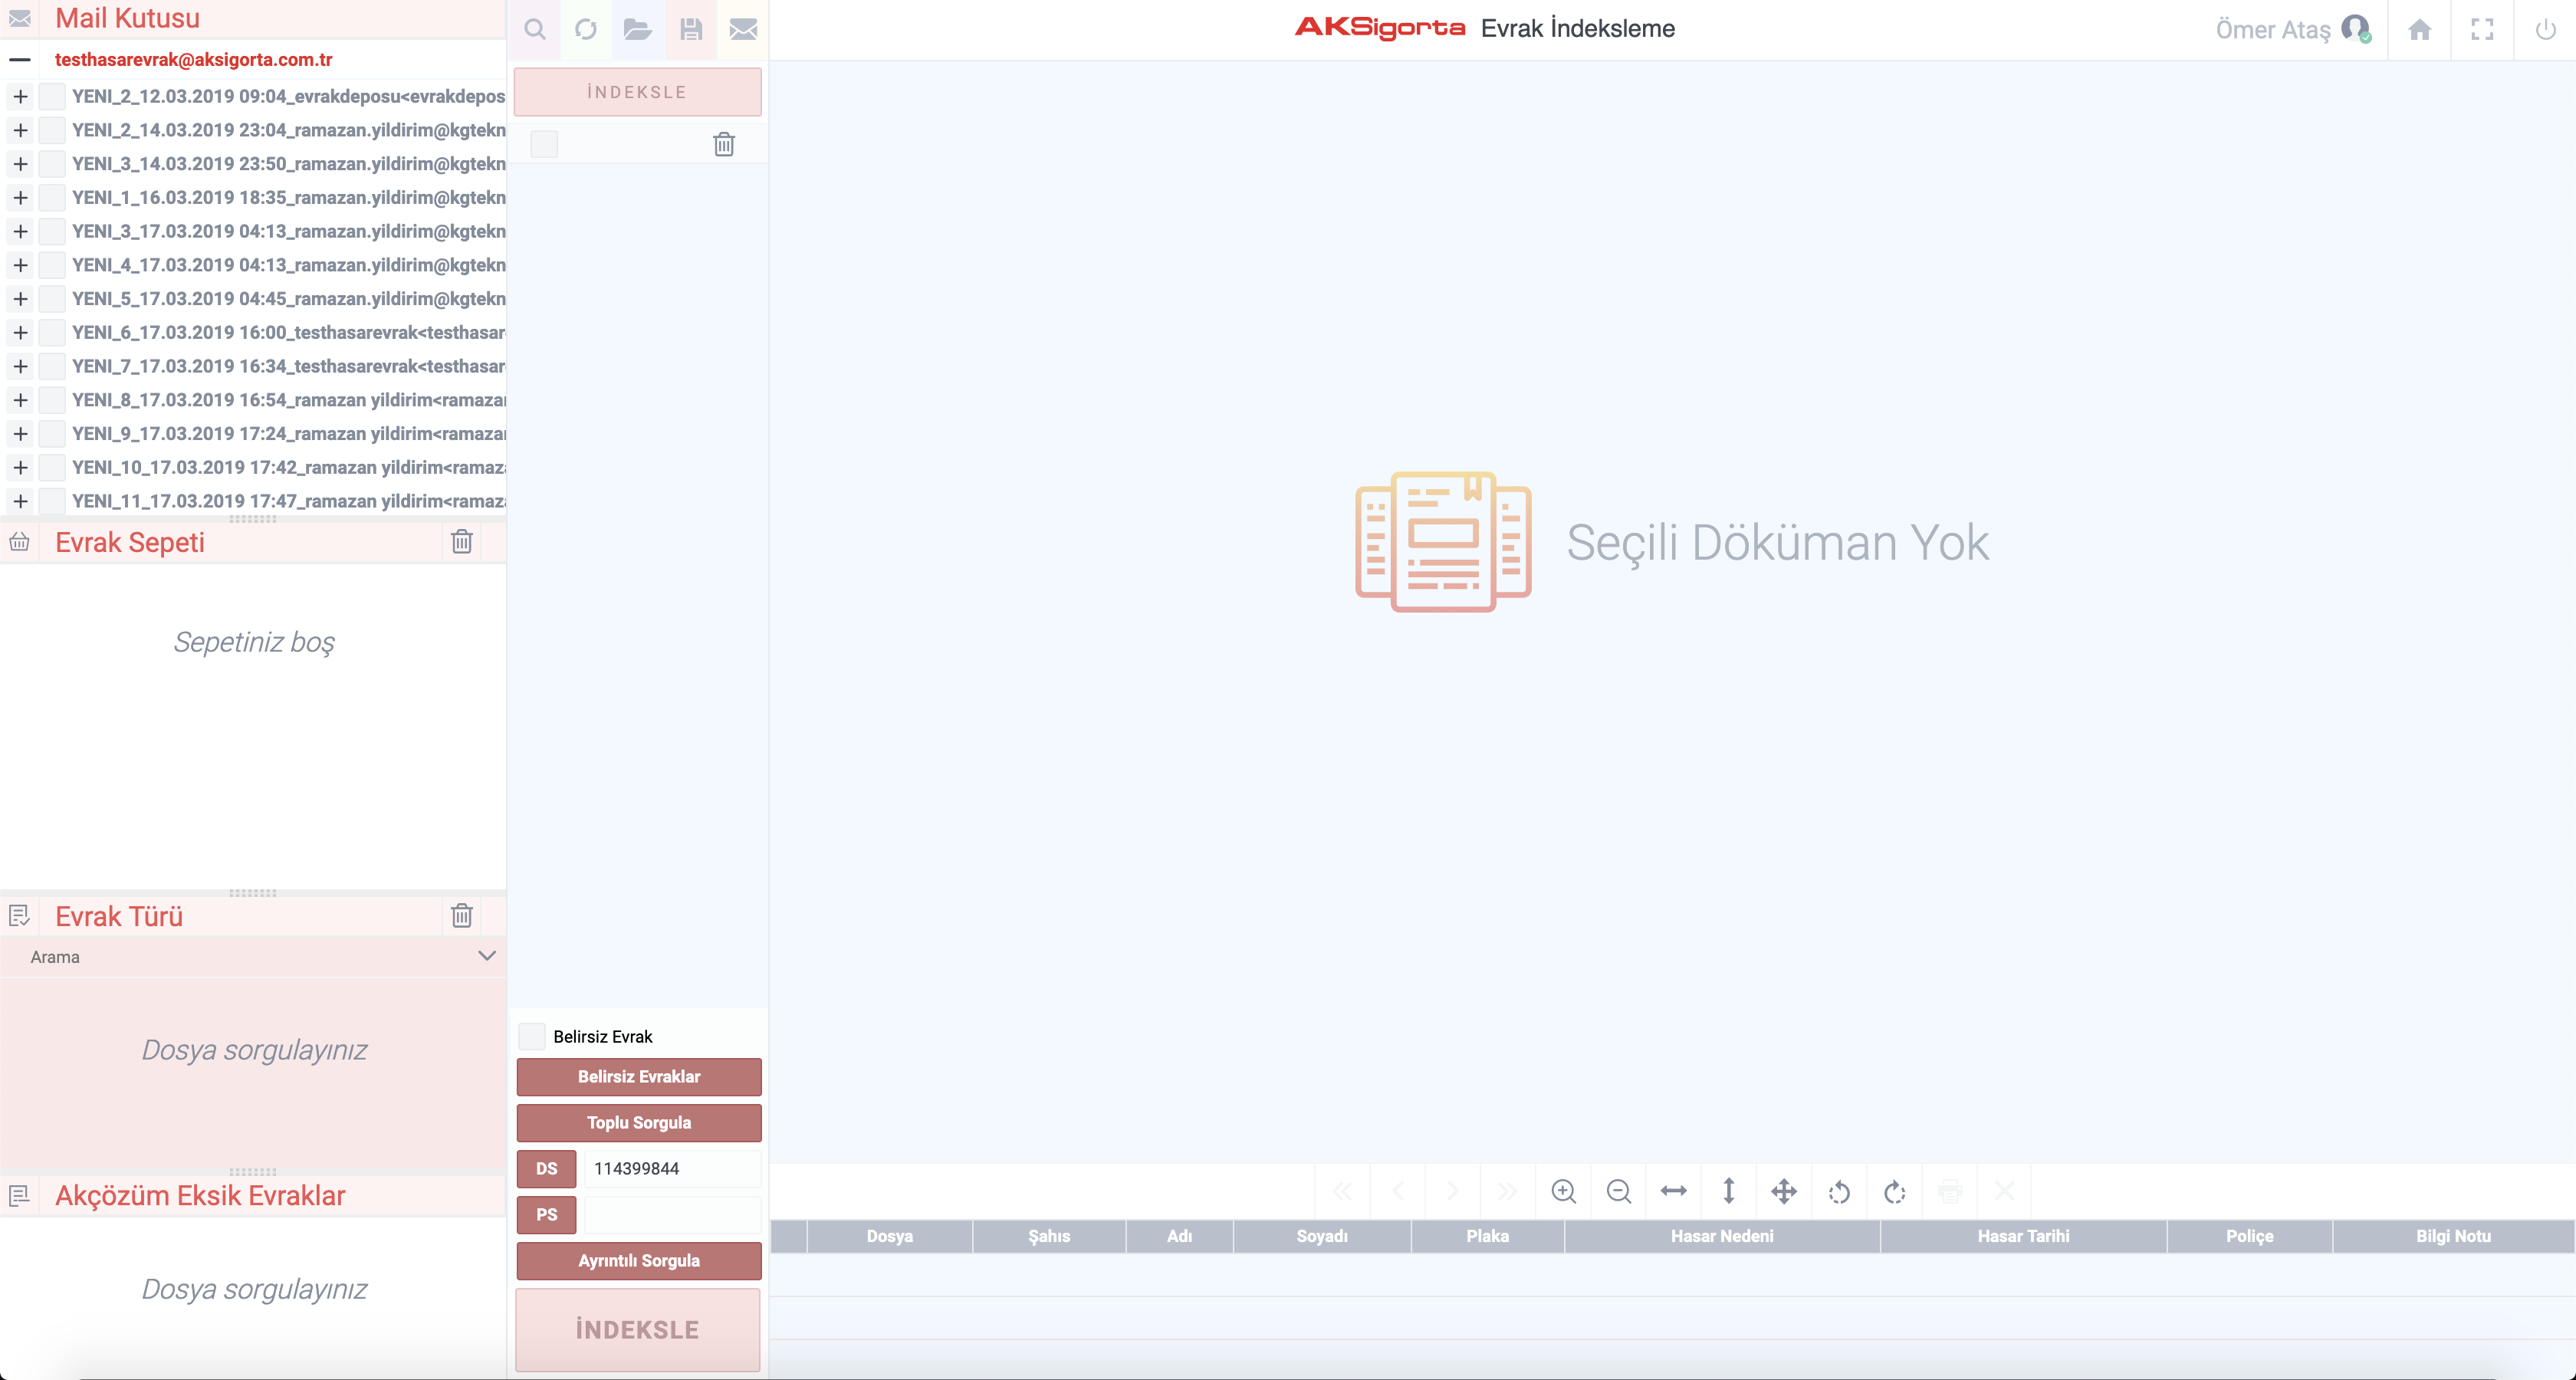 Mail Kutusu
testhasarevrak@aksigorta.com.tr
YENI_2_12.03.2019 09:04_evrakdeposu<evrakdepos
YENI_2_14.03.2019 23:04_ramazan.yildirim@kgtekn
YENI_3_14.03.2019 23:50_ramazan.yildirim@kgtekn
YENI_1_16.03.2019 18:35_ramazan.yildirim@kgtekn
YENI_3_17.03.2019 04:13_ramazan.yildirim@kgtekn
YENI_4_17.03.2019 04:13_ramazan.yildirim@kgtekn
YENI_5_17.03.2019 04:45_ramazan.yildirim@kgtekn
YENI_6_17.03.2019 16:00_testhasarevrak<testhasar
YENI_7_17.03.2019 16:34_testhasarevrak<testhasar
YENI_8_17.03.2019 16:54_ramazan yildirim<ramaza
YENI_9_17.03.2019 17:24_ramazan yildirim<ramaza
YENI_10_17.03.2019 17:42_ramazan yildirim<ramaz
YENI_11_17.03.2019 17:47_ramazan yildirim<ramaz
Evrak Sepeti
Sepetiniz boş
Evrak Türü
Arama
Dosya sorgulayınız
Akçözüm Eksik Evraklar
Dosya sorgulayınız
İNDEKSLE
Belirsiz Evrak
Belirsiz Evraklar
Toplu Sorgula
DS 114399844
PS
Ayrıntılı Sorgula
İNDEKSLE
AKSigorta Evrak İndeksleme
Ömer Ataş
Seçili Döküman Yok
Dosya Şahıs Adı Soyadı Plaka Hasar Nedeni Hasar Tarihi Poliçe Bilgi Notu